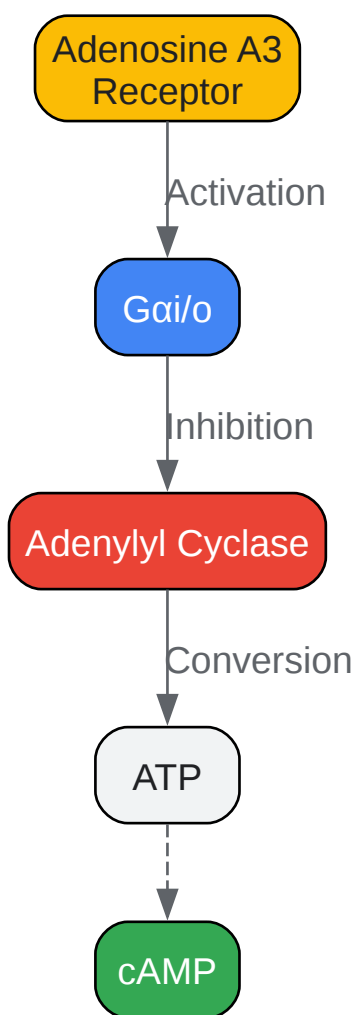 Adenosine A3
Receptor
Activation
Gαi/o
Inhibition
Adenylyl Cyclase
Conversion
ATP
cAMP